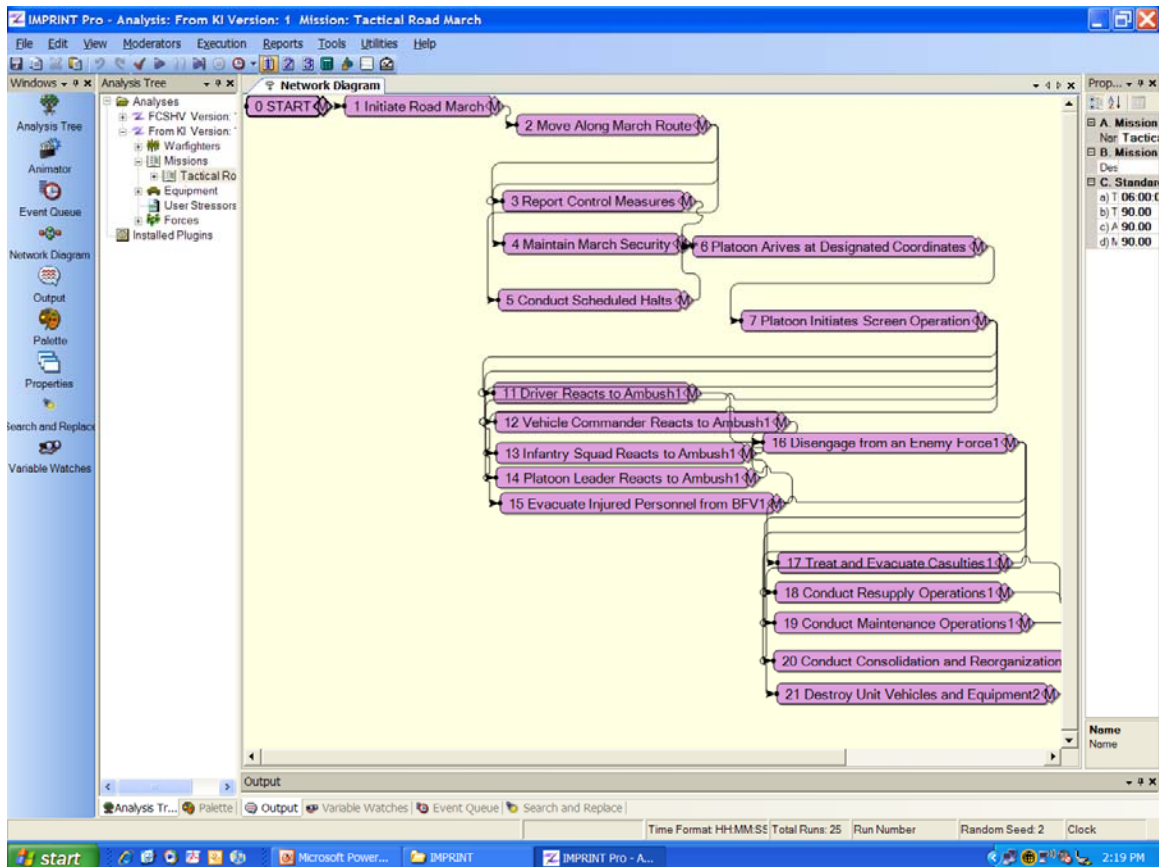 IMPRINT Pro - Analysis: From KI Version: 1 Mission: Tactical Road March
File Edit View Moderators Execution Reports Tools Utilities Help
1 2 3
Windows
Analysis Tree
Animator
Event Queue
Network Diagram
Output
Palette
Properties
Search and Replace
Variable Watches
Analysis Tree
Analyses
FCSHV Version:
From KI Version:
Warfighters
Missions
Tactical Ro
Equipment
User Stressors
Forces
Installed Plugins
Network Diagram
0 START M
1 Initiate Road March M
2 Move Along March Route M
3 Report Control Measures M
4 Maintain March Security M
5 Conduct Scheduled Halts M
6 Platoon Arives at Designated Coordinates M
7 Platoon Initiates Screen Operation M
11 Driver Reacts to Ambush1 M
12 Vehicle Commander Reacts to Ambush1 M
13 Infantry Squad Reacts to Ambush1 M
14 Platoon Leader Reacts to Ambush1 M
15 Evacuate Injured Personnel from BFV1 M
16 Disengage from an Enemy Force1 M
17 Treat and Evacuate Casulties1 M
18 Conduct Resupply Operations1 M
19 Conduct Maintenance Operations1 M
20 Conduct Consolidation and Reorganization
21 Destroy Unit Vehicles and Equipment2 M
Prop...
A. Mission
Nar Tactic
B. Mission
Des
C. Standar
a) T 06:00:0
b) T 90.00
c) A 90.00
d) M 90.00
Name
Name
Output
Analysis Tr... Palette Output Variable Watches Event Queue Search and Replace
Time Format HH:MM:SS Total Runs: 25 Run Number Random Seed: 2 Clock
start Microsoft Power... IMPRINT IMPRINT Pro - A... 2:19 PM